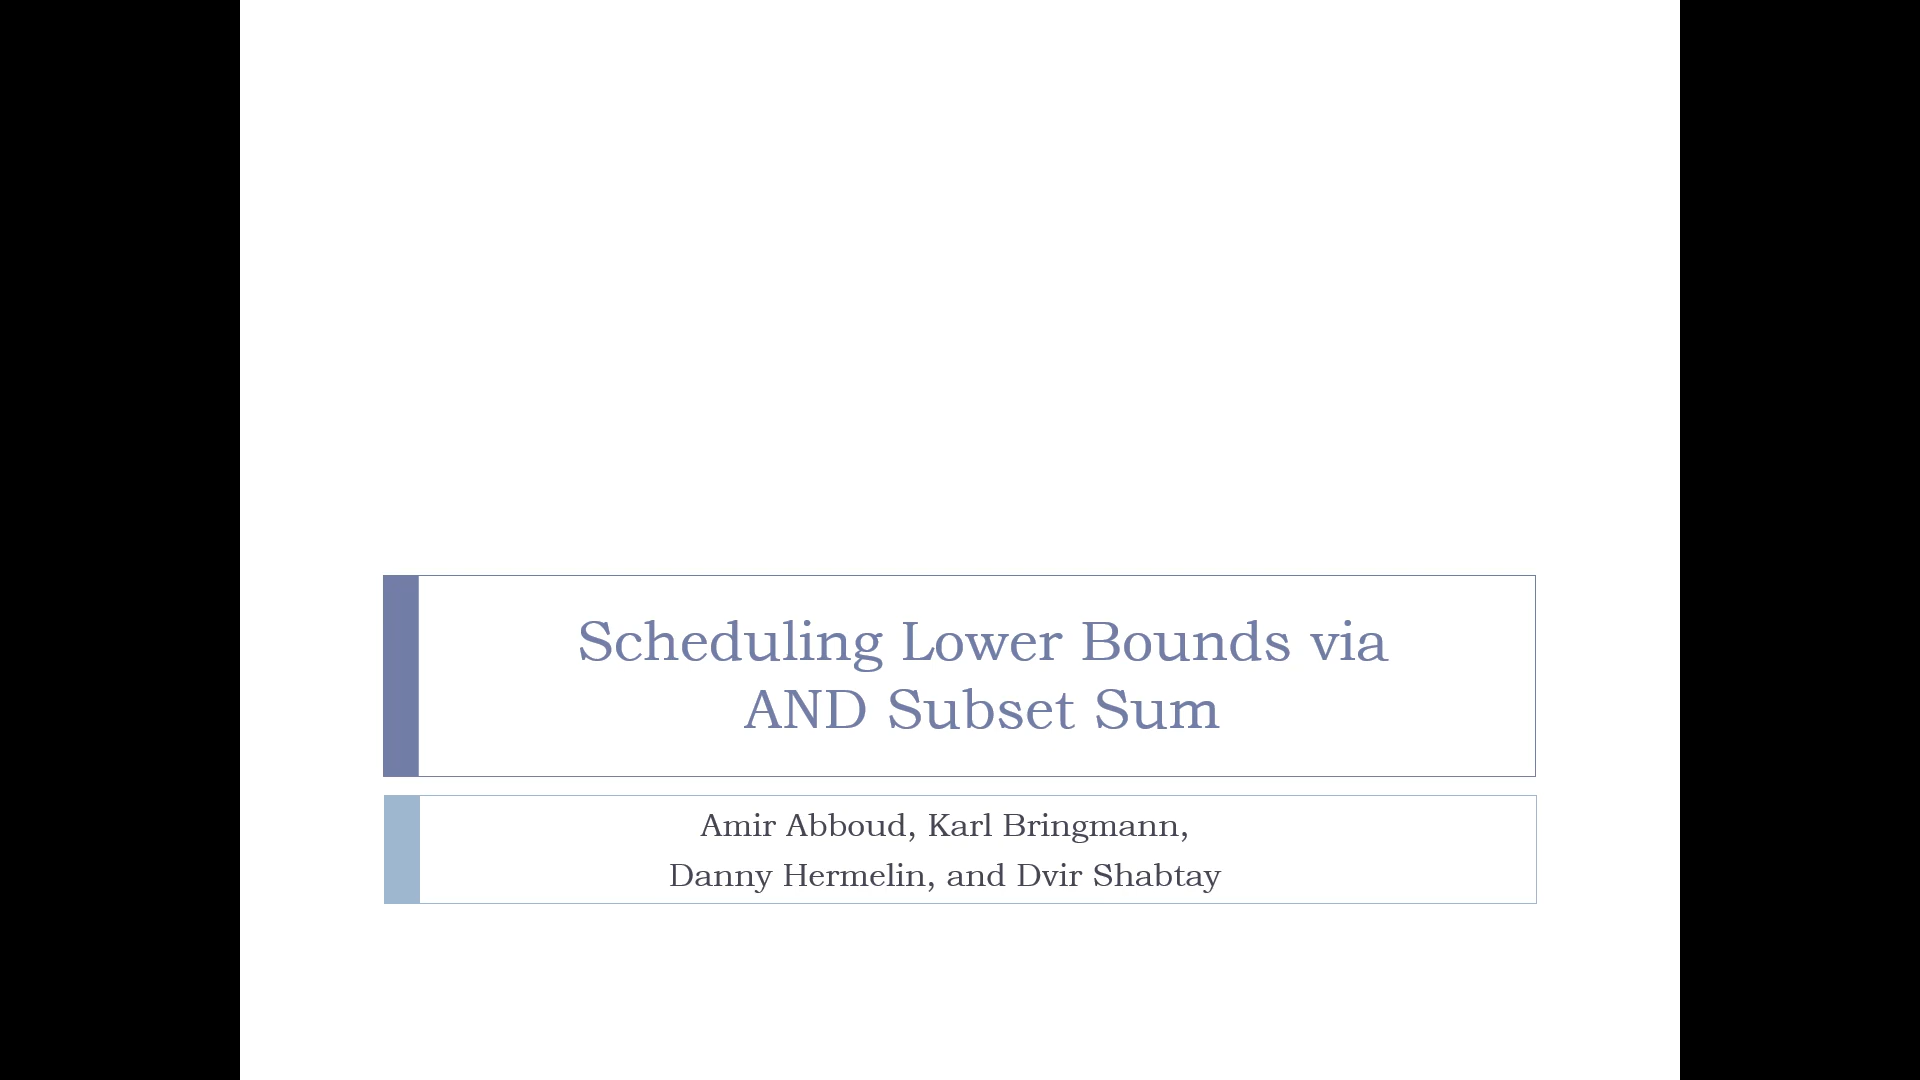 Scheduling Lower Bounds via
AND Subset Sum
Amir Abboud, Karl Bringmann,
Danny Hermelin, and Dvir Shabtay